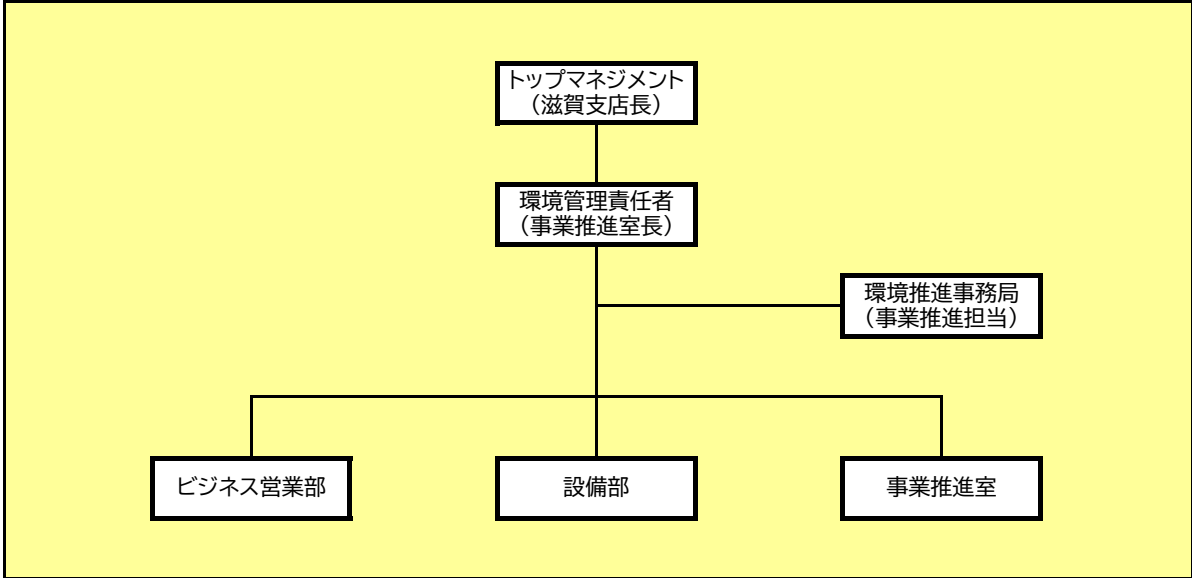 トップマネジメント
（滋賀支店長）
環境管理責任者
（事業推進室長）
環境推進事務局
（事業推進担当）
ビジネス営業部
設備部
事業推進室